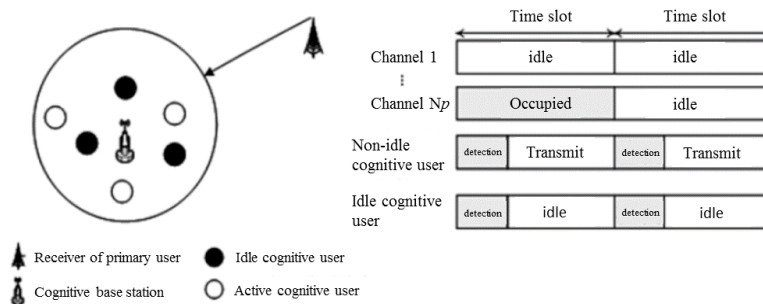 Time slot Time slot
Channel 1 idle idle
Channel Np Occupied idle
Non-idle cognitive user detection Transmit detection Transmit
Idle cognitive user detection idle detection idle
Receiver of primary user Idle cognitive user
Cognitive base station Active cognitive user